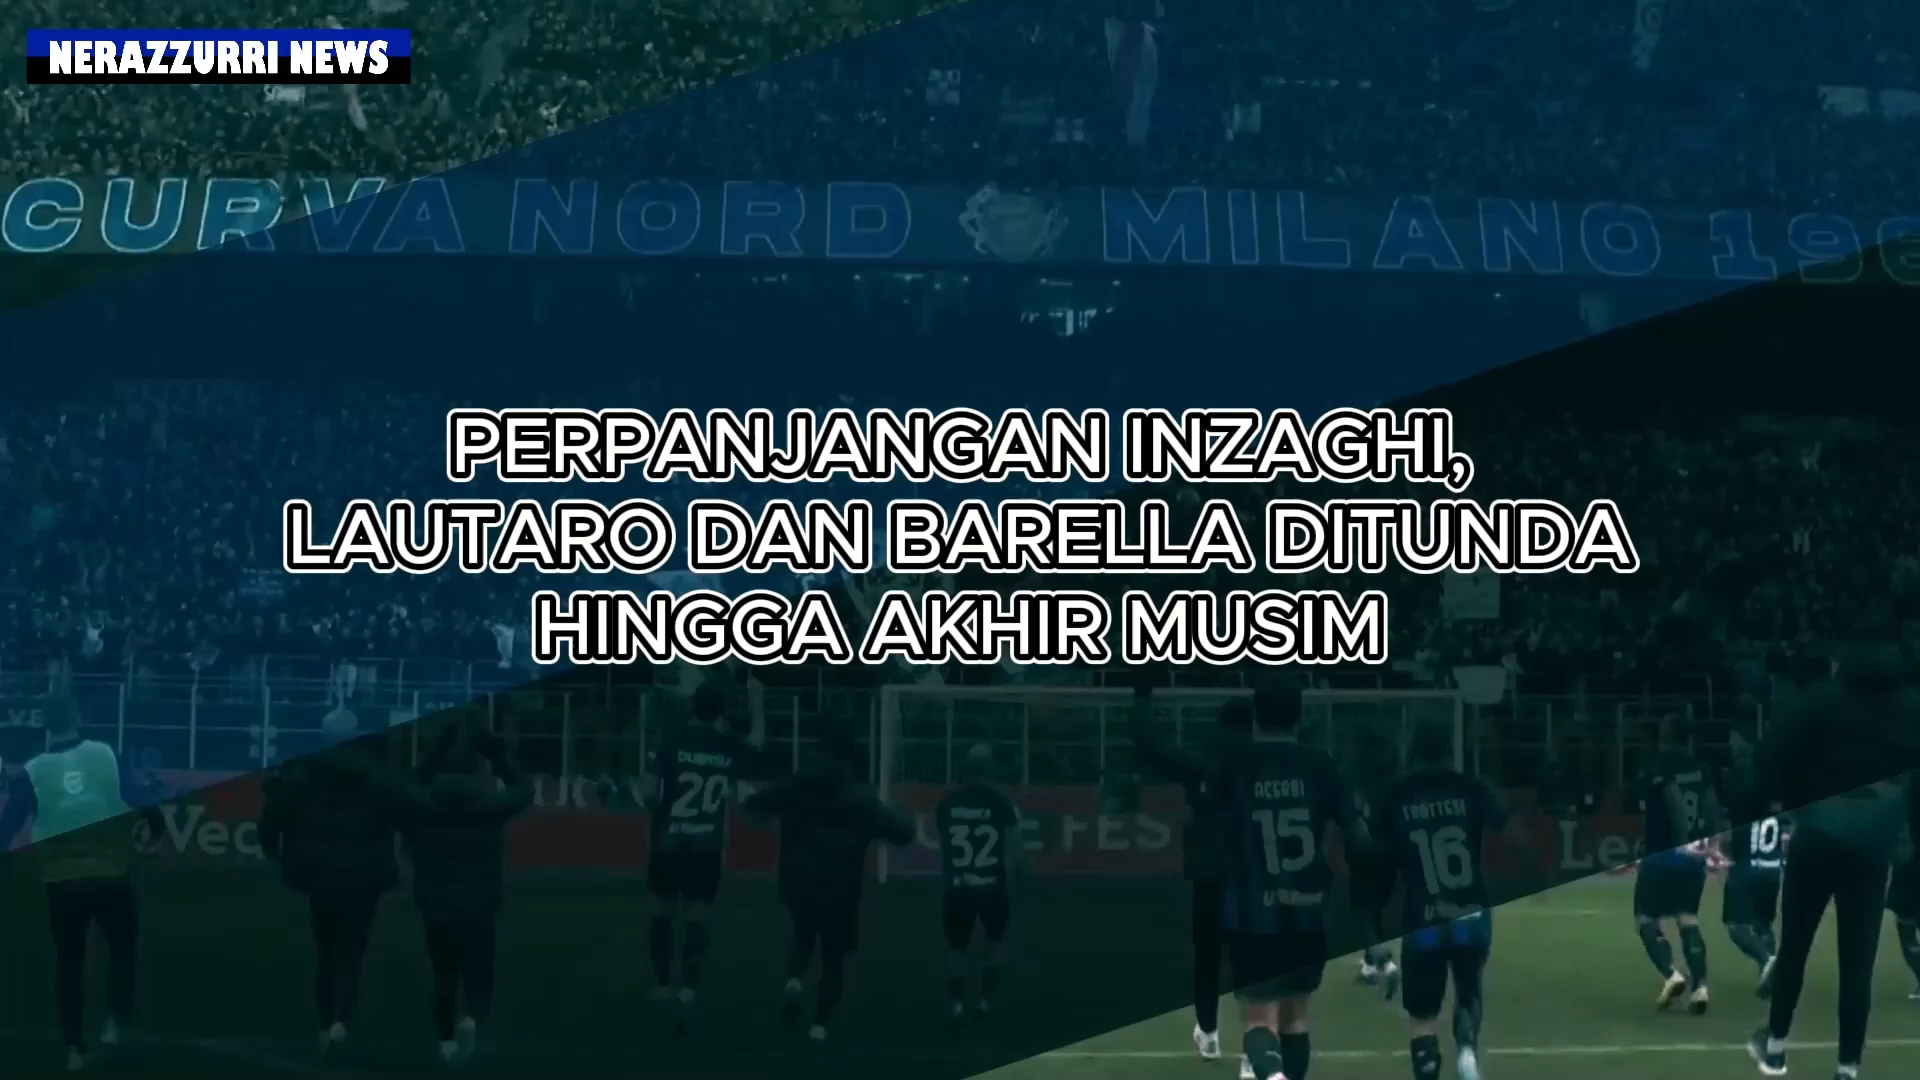 NERAZZURRI NEWS
CURVA NORD MILANO 196
PERPANJANGAN INZAGHI,
LAUTARO DAN BARELLA DITUNDA
HINGGA AKHIR MUSIM
20
32
ACERBI
15
FRATTESI
16
10